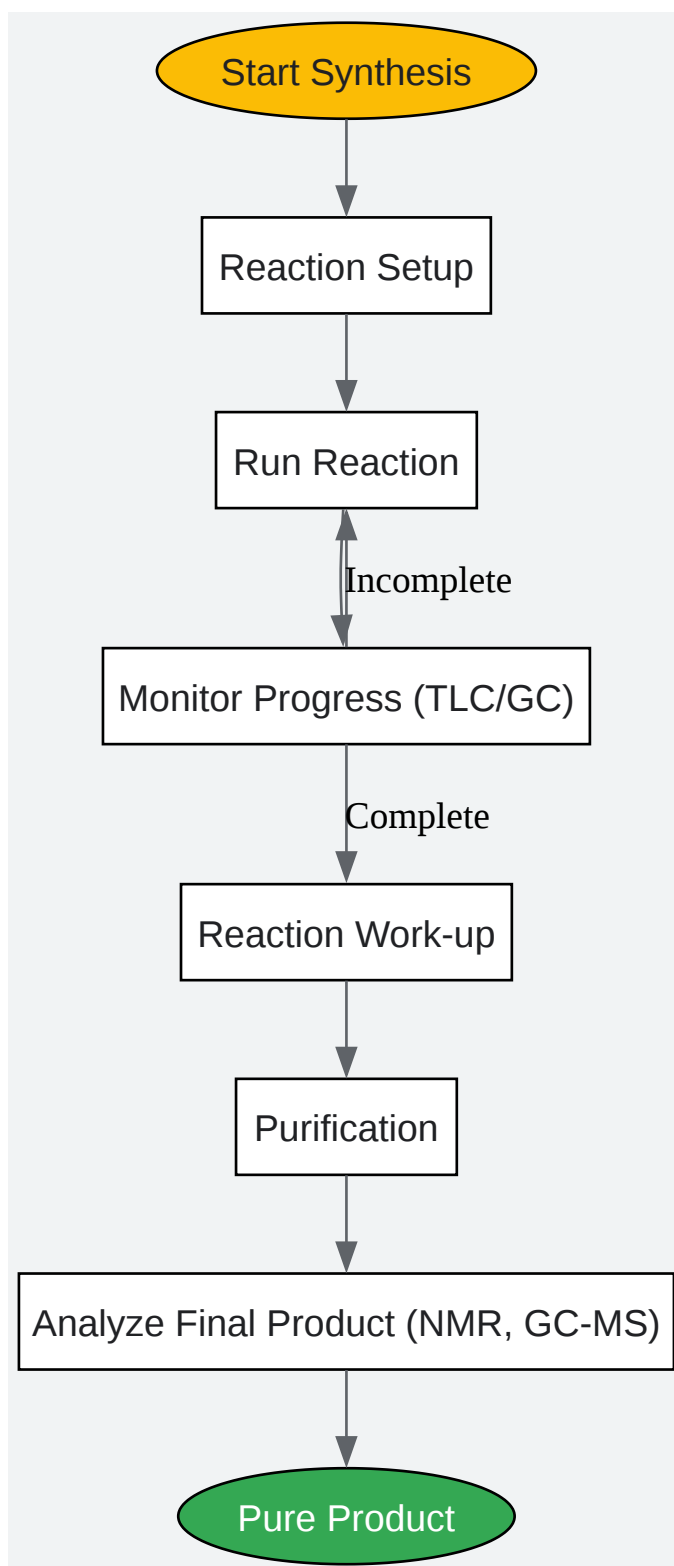 Start Synthesis
Reaction Setup
Run Reaction
Incomplete
Monitor Progress (TLC/GC)
Complete
Reaction Work-up
Purification
Analyze Final Product (NMR, GC-MS)
Pure Product